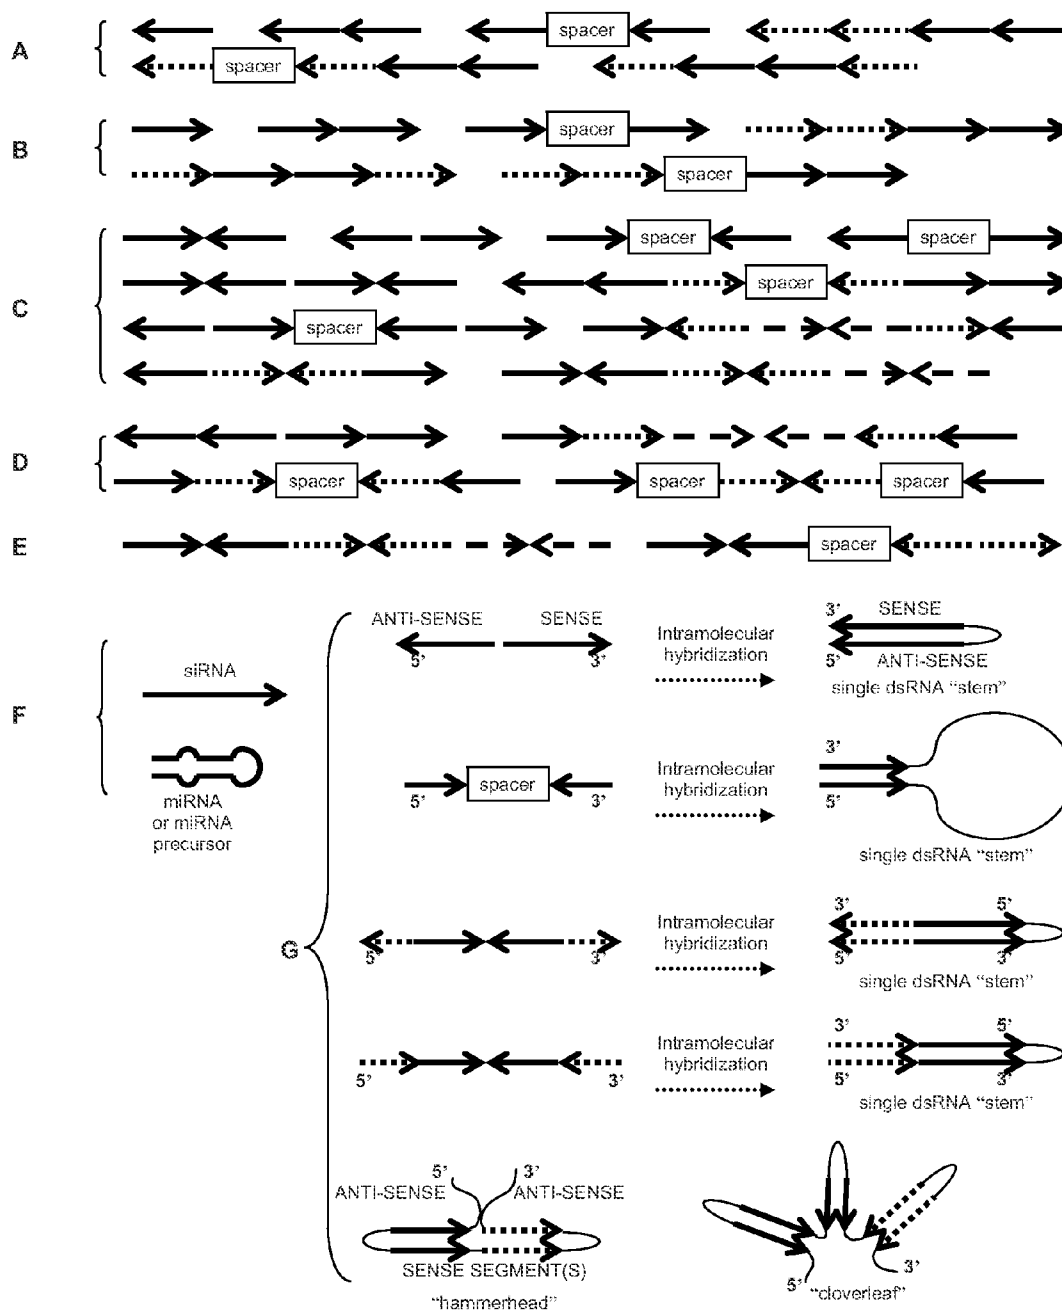 A
spacer
spacer
B
spacer
spacer
C
spacer
spacer
spacer
spacer
D
spacer
spacer
spacer
E
spacer
F
siRNA
miRNA
or miRNA
precursor
G
ANTI-SENSE SENSE
5' 3'
Intramolecular
hybridization
3' SENSE
5' ANTI-SENSE
single dsRNA "stem"
5' spacer 3'
Intramolecular
hybridization
3'
5'
single dsRNA "stem"
5' 3'
Intramolecular
hybridization
3' 5'
5' 3'
single dsRNA "stem"
5' 3'
Intramolecular
hybridization
3' 5'
5' 3'
single dsRNA "stem"
5' 3'
ANTI-SENSE ANTI-SENSE
SENSE SEGMENT(S)
"hammerhead"
5' 3'
"cloverleaf"